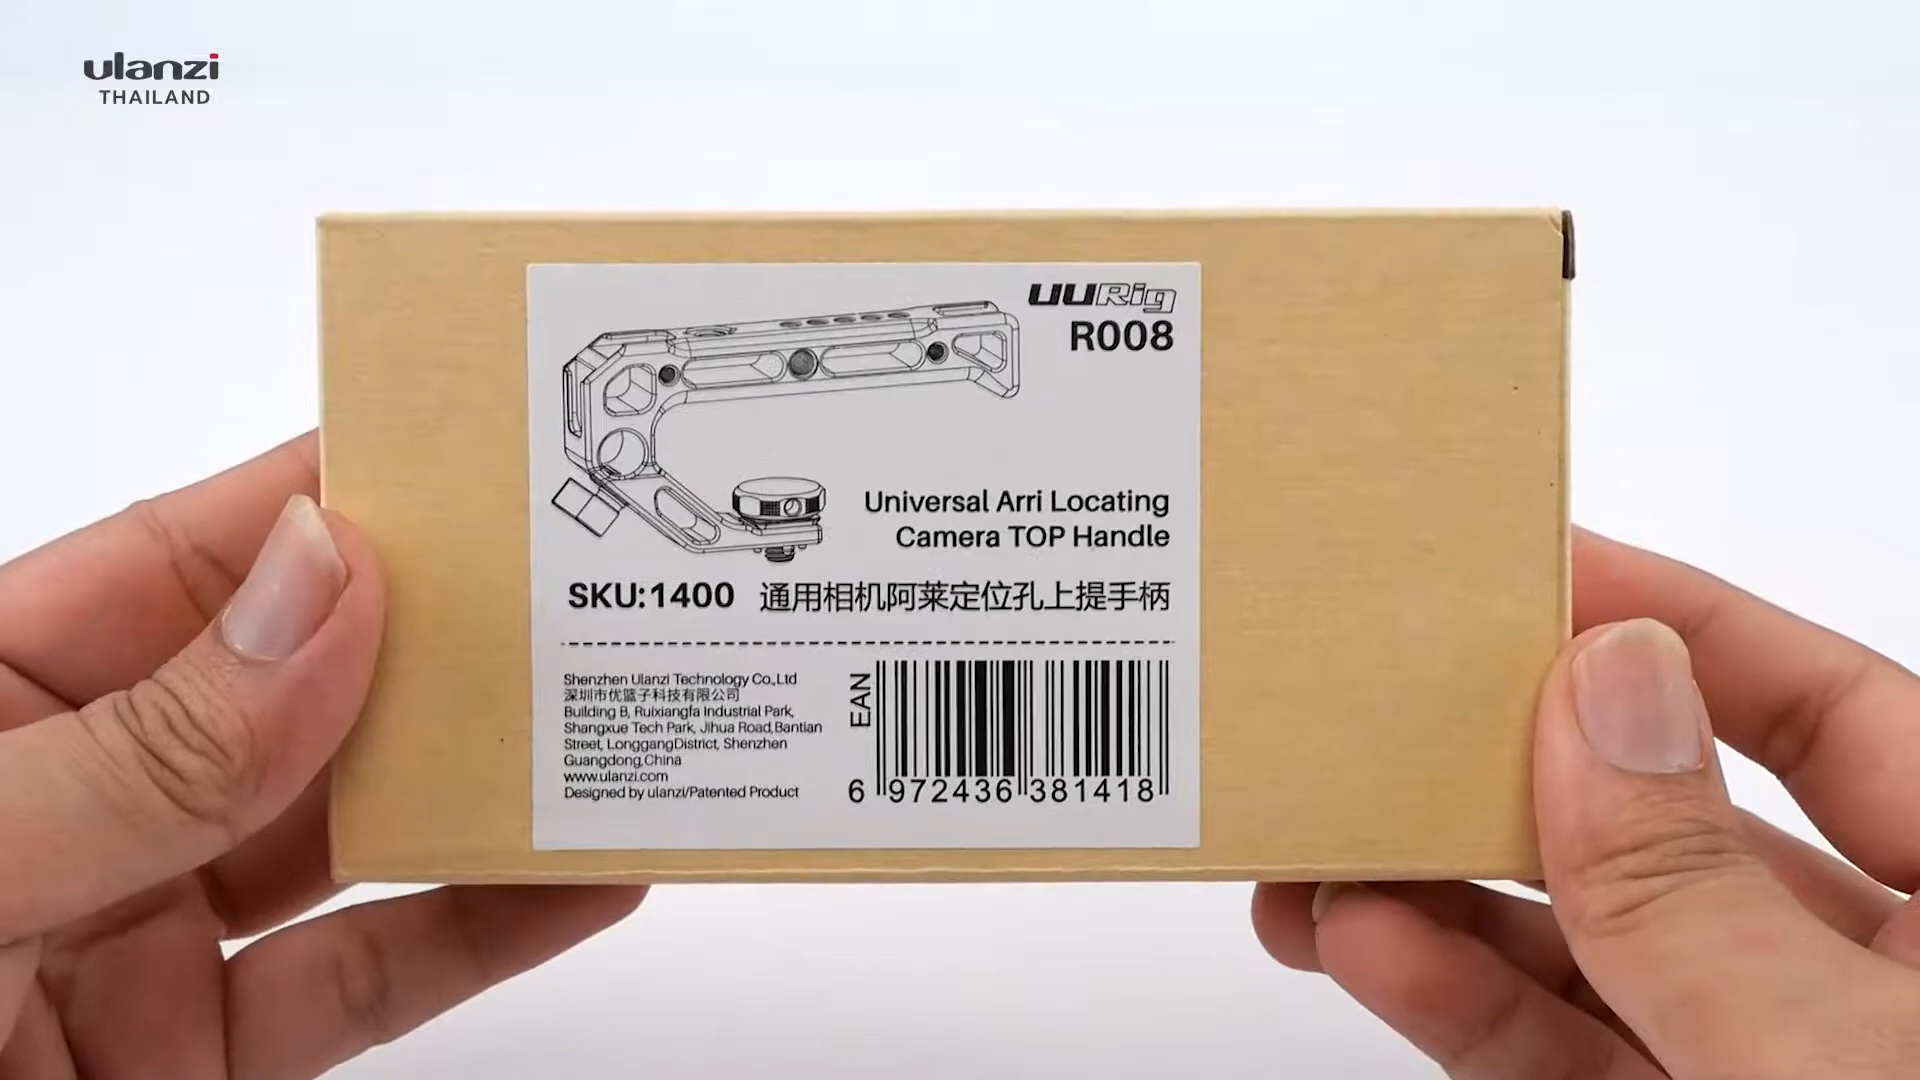 ulanzi
THAILAND
UURig
R008
Universal Arri Locating
Camera TOP Handle
SKU:1400 通用相机阿莱定位孔上提手柄
Shenzhen Ulanzi Technology Co.,Ltd
深圳市优篮子科技有限公司
Building B, Ruixiangfa Industrial Park,
Shangxue Tech Park, Jihua Road,Bantian
Street, LonggangDistrict, Shenzhen
Guangdong,China
www.ulanzi.com
Designed by ulanzi/Patented Product
EAN
6 972436 381418